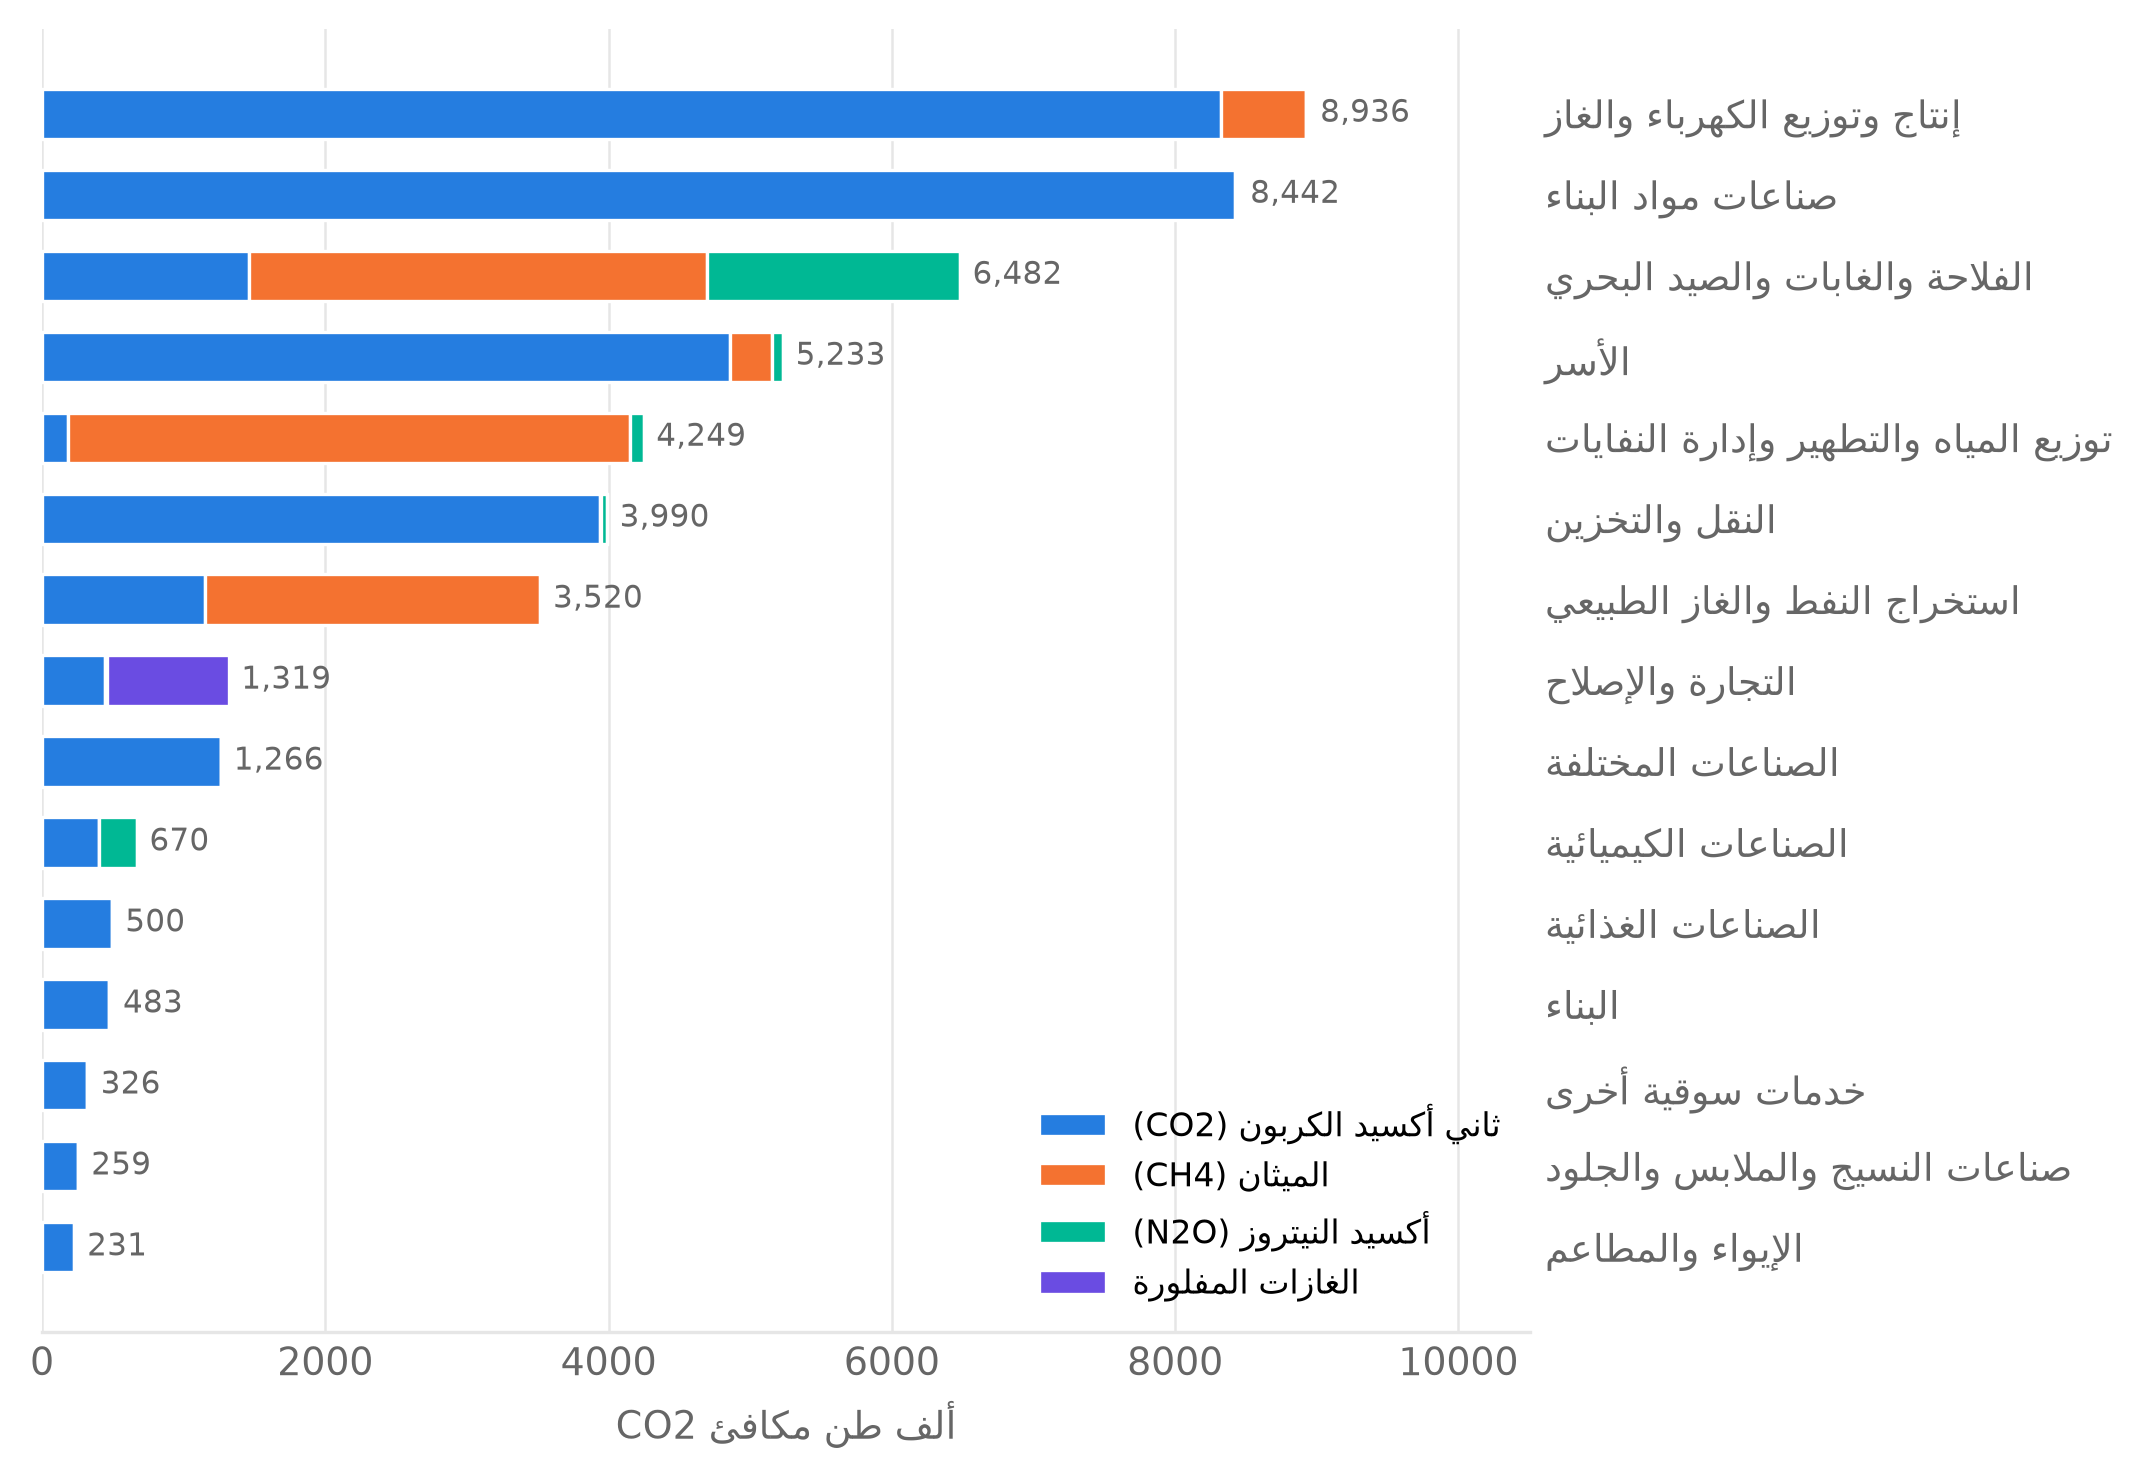 8,936 إنتاج وتوزيع الكهرباء والغاز
8,442 صناعات مواد البناء
6,482 الفلاحة والغابات والصيد البحري
5,233 الأسر
4,249 توزيع المياه والتطهير وإدارة النفايات
3,990 النقل والتخزين
3,520 استخراج النفط والغاز الطبيعي
1,319 التجارة والإصلاح
1,266 الصناعات المختلفة
670 الصناعات الكيميائية
500 الصناعات الغذائية
483 البناء
326 خدمات سوقية أخرى
259 صناعات النسيج والملابس والجلود
231 الإيواء والمطاعم
ثاني أكسيد الكربون (CO2)
الميثان (CH4)
أكسيد النيتروز (N2O)
الغازات المفلورة
0 2000 4000 6000 8000 10000
ألف طن مكافئ CO2